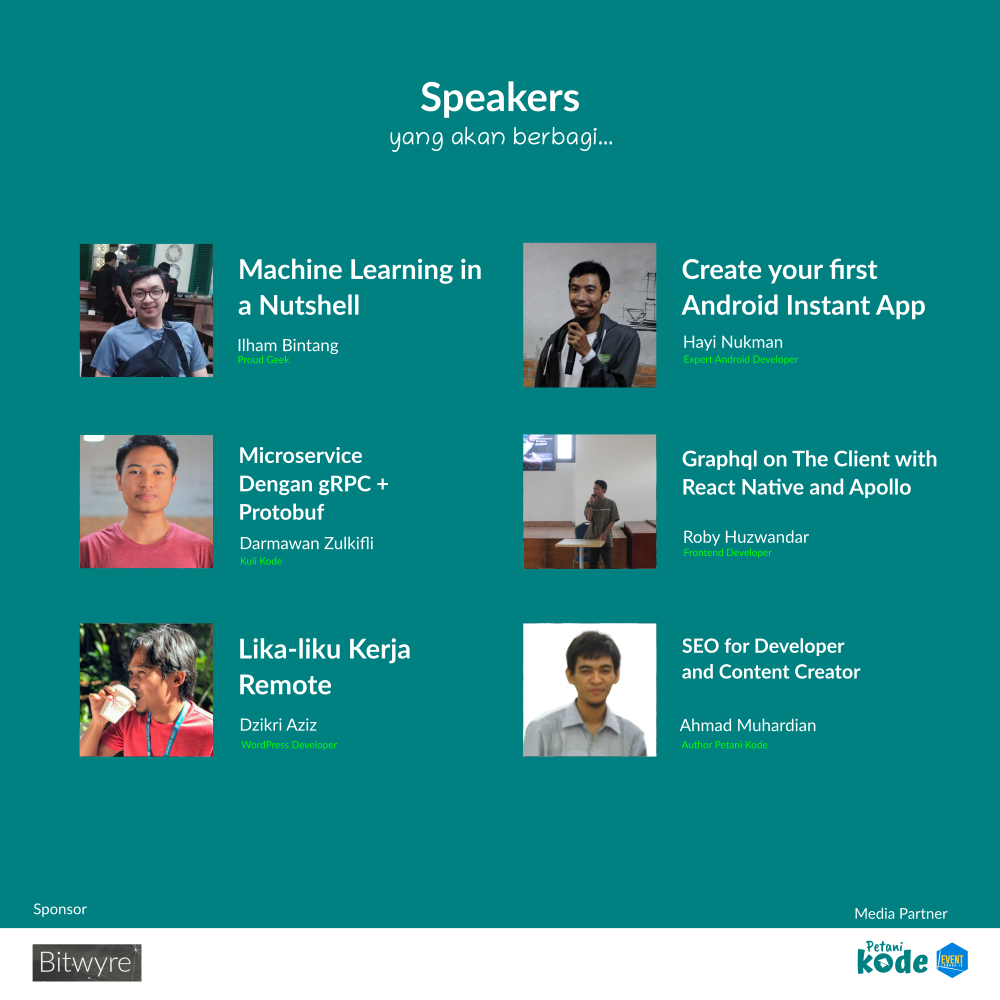 Speakers
yang akan berbagi...
Machine Learning in
a Nutshell
Ilham Bintang
Proud Geek
Create your first
Android Instant App
Hayi Nukman
Expert Android Developer
Microservice
Dengan gRPC +
Protobuf
Darmawan Zulkifli
Kuli Kode
Graphql on The Client with
React Native and Apollo
Roby Huzwandar
Frontend Developer
Lika-liku Kerja
Remote
Dzikri Aziz
WordPress Developer
SEO for Developer
and Content Creator
Ahmad Muhardian
Author Petani Kode
Sponsor
Media Partner
Bitwyre
Petani
kode
EVENT